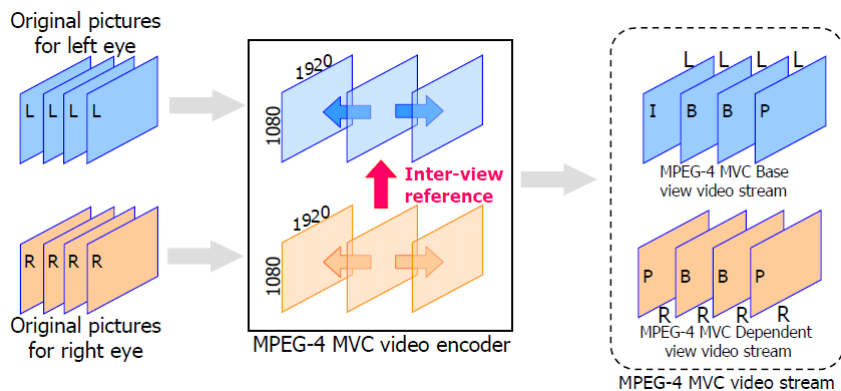 Original pictures
for left eye
L L L L
1920
1080
Inter-view
reference
1920
1080
R R R R
Original pictures
for right eye
MPEG-4 MVC video encoder
L L L L
I B B P
MPEG-4 MVC Base
view video stream
P B B P
R R R R
MPEG-4 MVC Dependent
view video stream
MPEG-4 MVC video stream